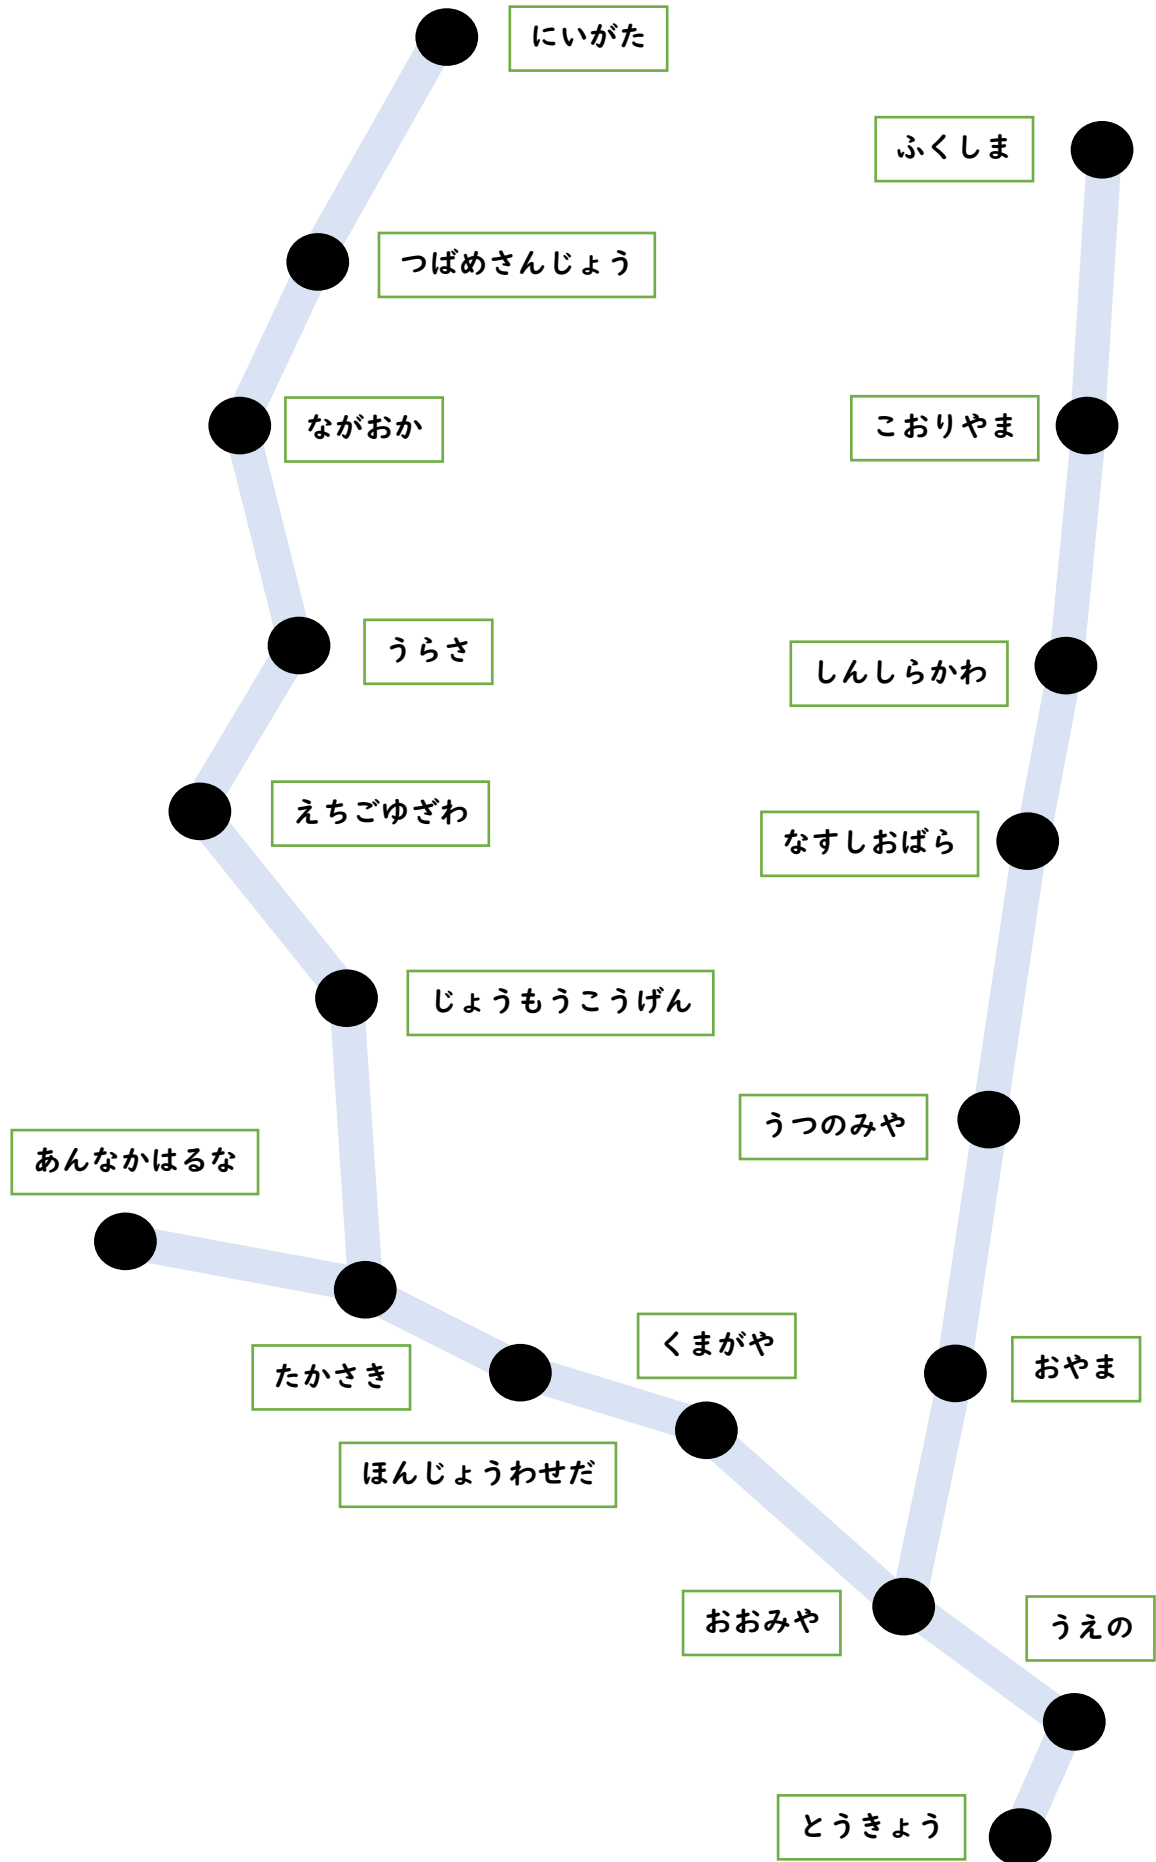 にいがた
ふくしま
つばめさんじょう
ながおか
こおりやま
うらさ
しんしらかわ
えちごゆざわ
なすしおばら
じょうもうこうげん
うつのみや
あんなかはるな
くまがや
おやま
たかさき
ほんじょうわせだ
おおみや
うえの
とうきょう